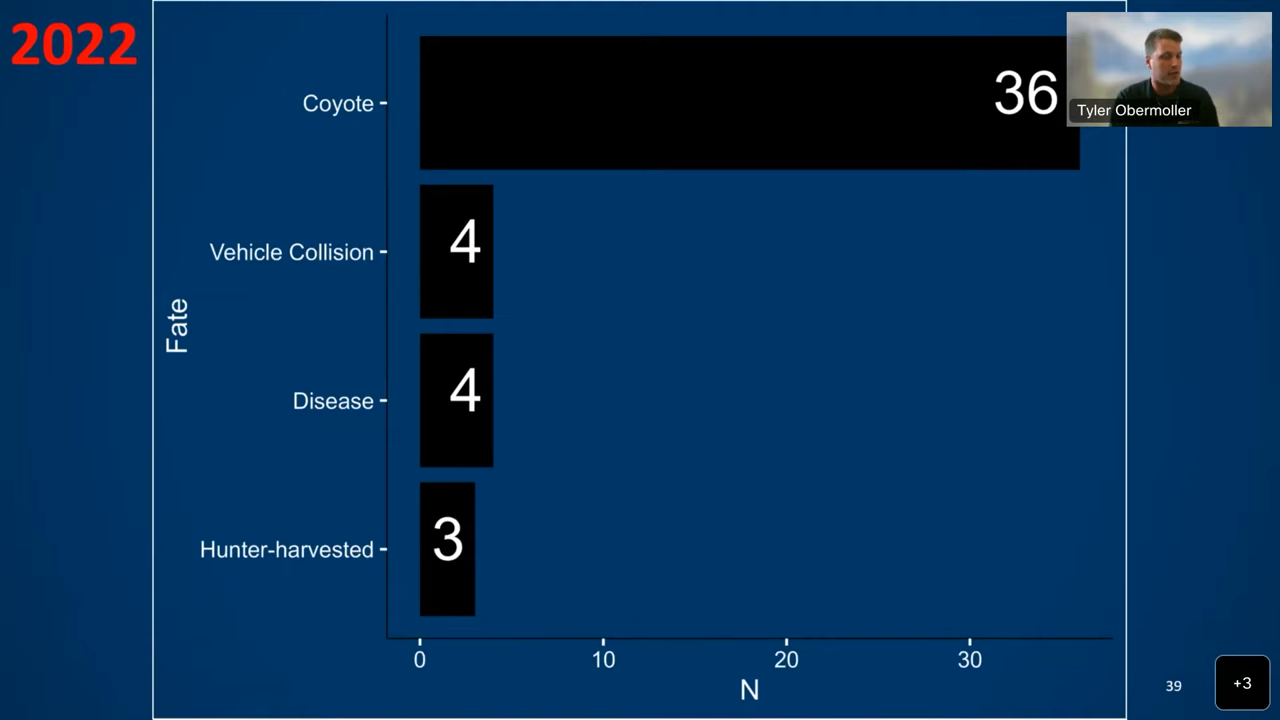 2022
Coyote
36
Tyler Obermoller
Vehicle Collision
4
Fate
Disease
4
Hunter-harvested
3
0 10 20 30
N
39
+3